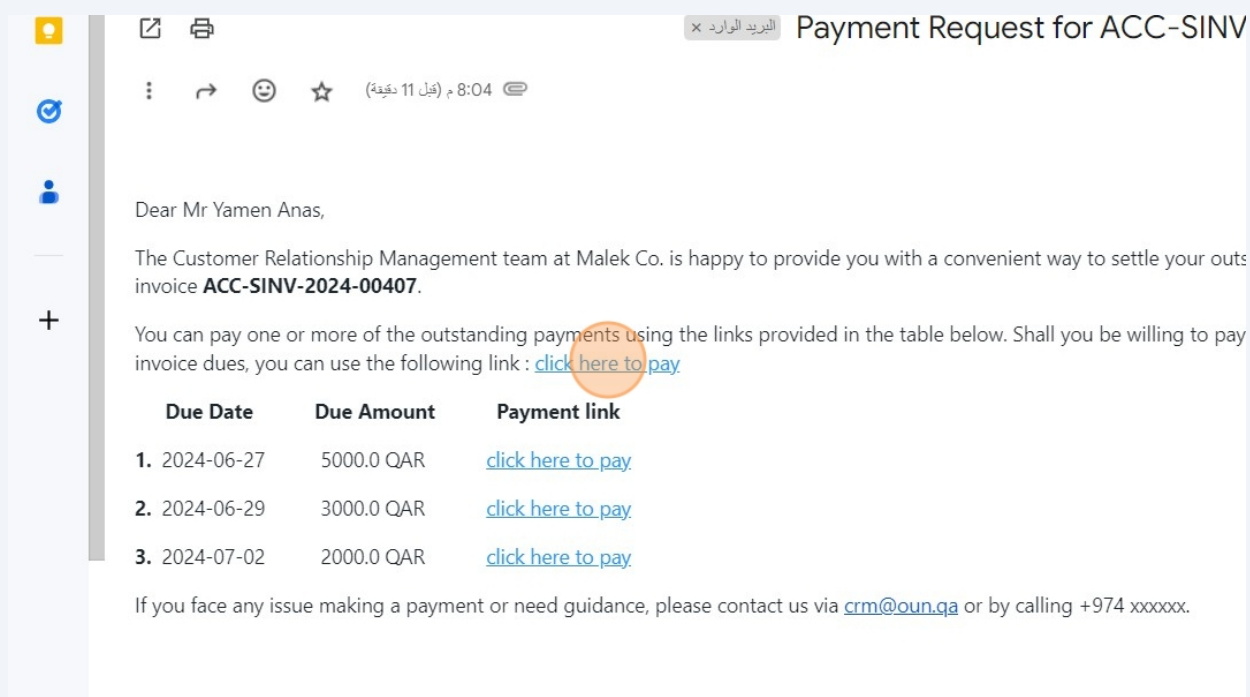 Payment Request for ACC-SINV
البريد الوارد ×
8:04 م (قبل 11 دقيقة)
Dear Mr Yamen Anas,
The Customer Relationship Management team at Malek Co. is happy to provide you with a convenient way to settle your outs
invoice ACC-SINV-2024-00407.
You can pay one or more of the outstanding payments using the links provided in the table below. Shall you be willing to pay
invoice dues, you can use the following link : click here to pay
Due Date Due Amount Payment link
1. 2024-06-27 5000.0 QAR click here to pay
2. 2024-06-29 3000.0 QAR click here to pay
3. 2024-07-02 2000.0 QAR click here to pay
If you face any issue making a payment or need guidance, please contact us via crm@oun.qa or by calling +974 xxxxxx.